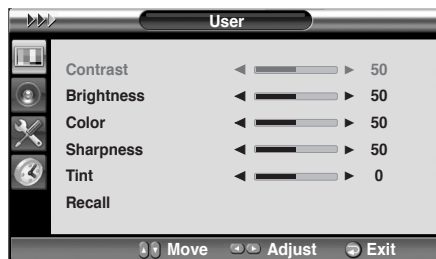 User
Contrast 50
Brightness 50
Color 50
Sharpness 50
Tint 0
Recall
Move Adjust Exit